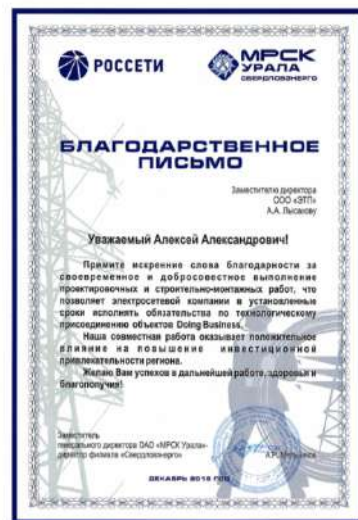 РОССЕТИ
МРСК
УРАЛА
СВЕРДЛОВЭНЕРГО
БЛАГОДАРСТВЕННОЕ
ПИСЬМО
Заместителю директора
ООО «ЭТП»
А.А. Лысакову
Уважаемый Алексей Александрович!
Примите искренние слова благодарности за
своевременное и добросовестное выполнение
проектировочных и строительно-монтажных работ, что
позволяет электросетевой компании в установленные
сроки исполнять обязательства по технологическому
присоединению объектов Doing Business.
Наша совместная работа оказывает положительное
влияние на повышение инвестиционной
привлекательности региона.
Желаю Вам успехов в дальнейшей работе, здоровья и
благополучия!
Заместитель
генерального директора ОАО «МРСК Урала»-
директор филиала «Свердловэнерго»
ДЕКАБРЬ ГОД